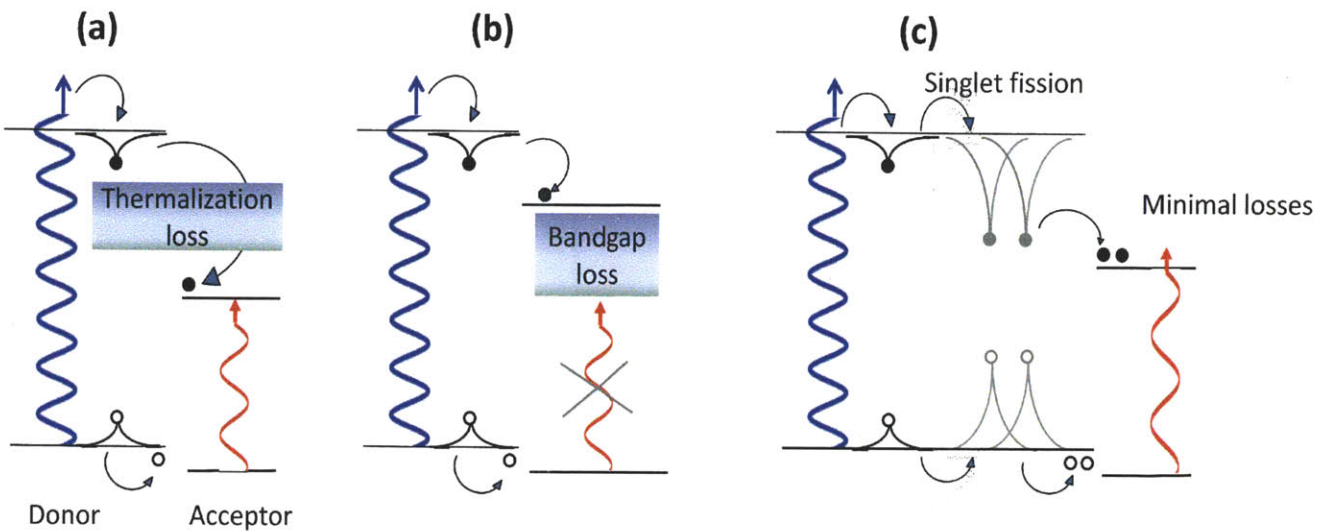 (a)
(b)
(c)
Singlet fission
Thermalization
loss
Bandgap
loss
Minimal losses
Donor
Acceptor